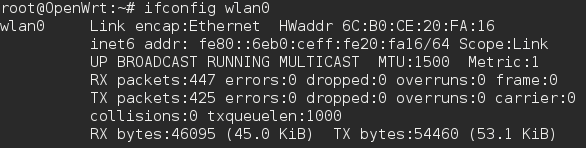 root@OpenWrt:~# ifconfig wlan0
wlan0     Link encap:Ethernet  HWaddr 6C:B0:CE:20:FA:16
          inet6 addr: fe80::6eb0:ceff:fe20:fa16/64 Scope:Link
          UP BROADCAST RUNNING MULTICAST  MTU:1500  Metric:1
          RX packets:447 errors:0 dropped:0 overruns:0 frame:0
          TX packets:425 errors:0 dropped:0 overruns:0 carrier:0
          collisions:0 txqueuelen:1000
          RX bytes:46095 (45.0 KiB)  TX bytes:54460 (53.1 KiB)